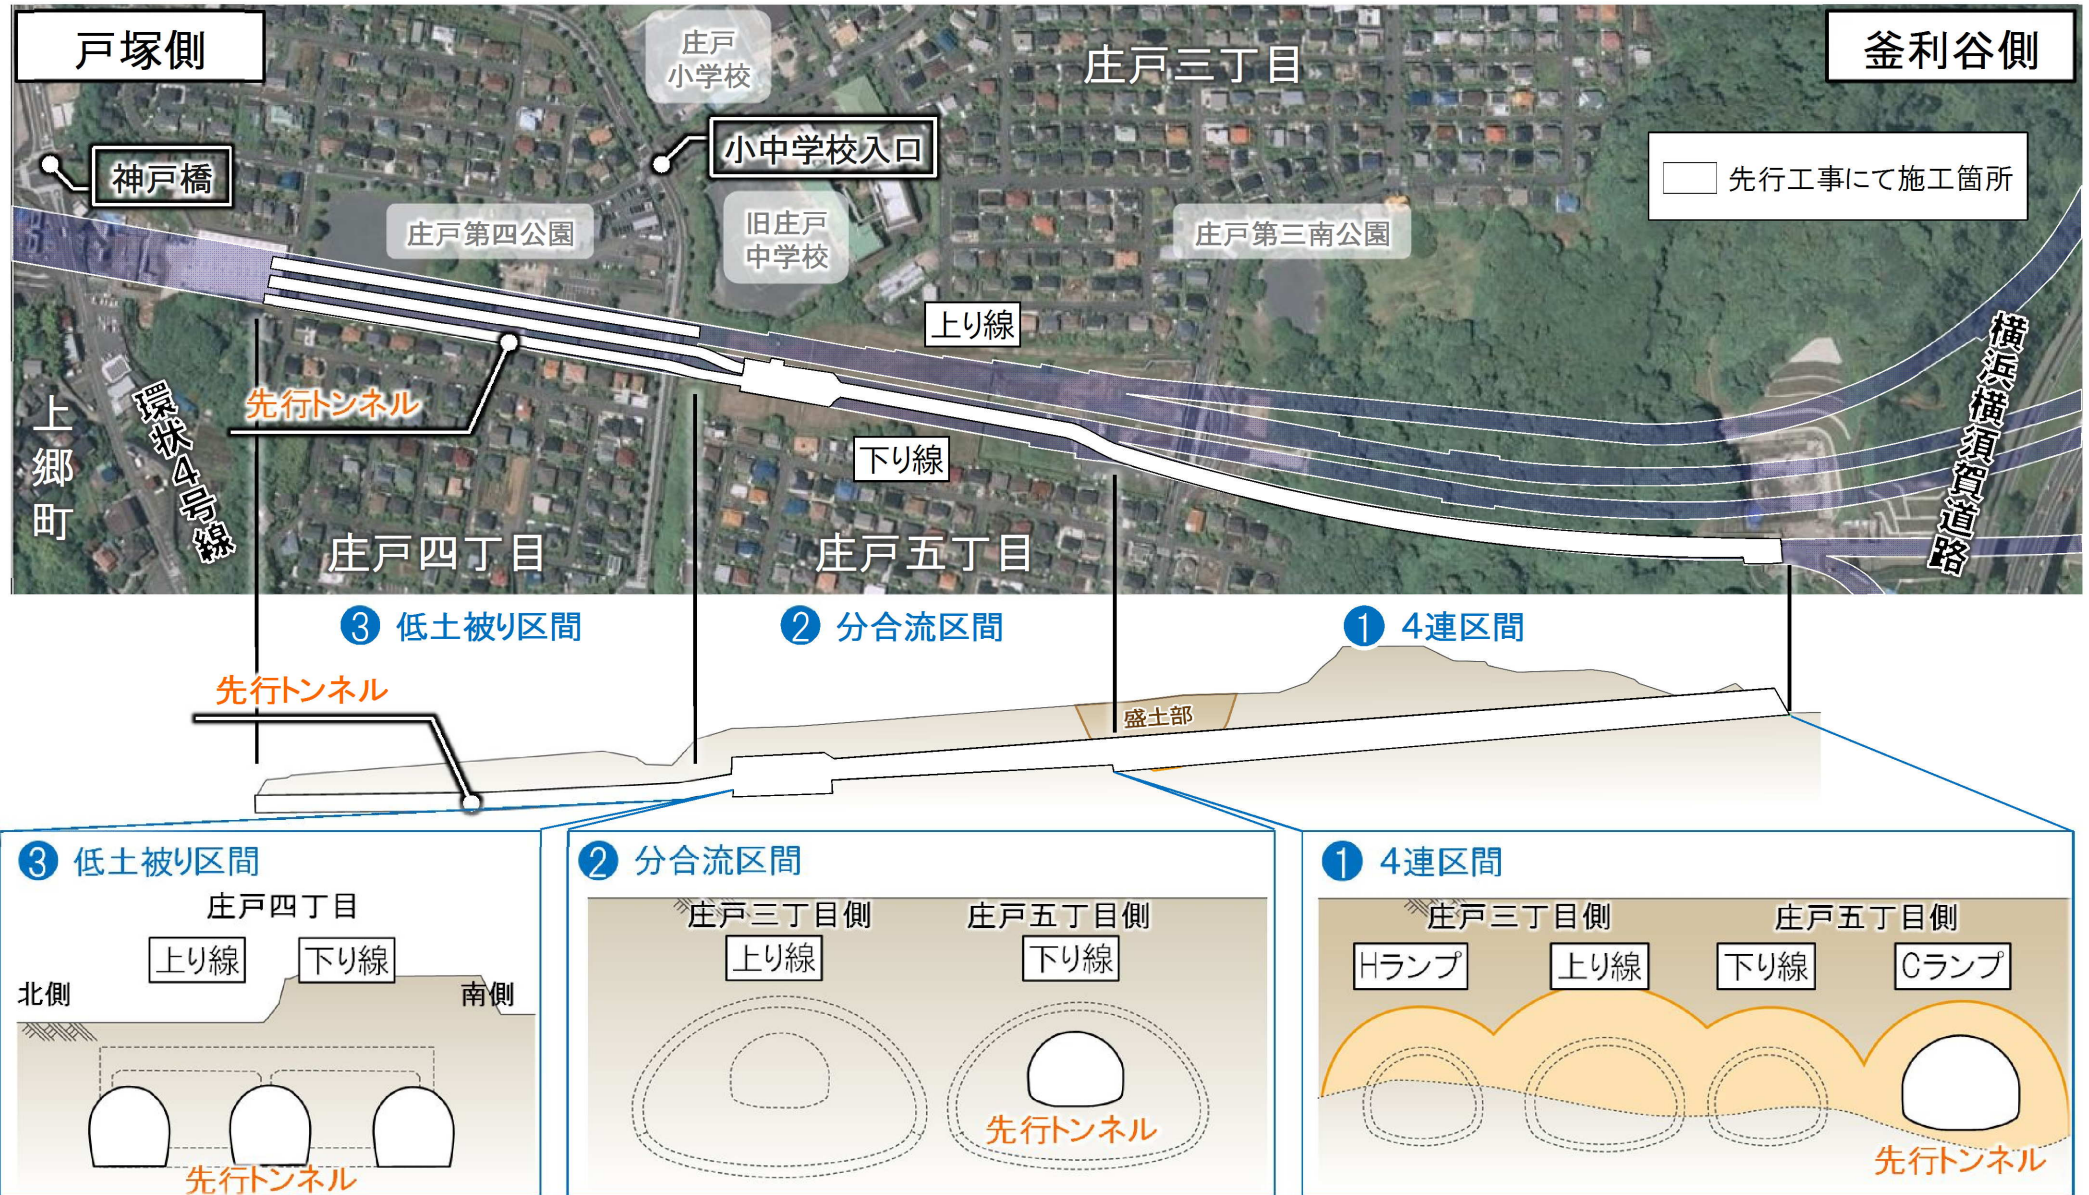 戸塚側
庄戸
小学校
庄戸三丁目
釜利谷側
神戸橋
小中学校入口
先行工事にて施工箇所
庄戸第四公園
旧庄戸
中学校
庄戸第三南公園
上り線
横浜横須賀道路
先行トンネル
環状4号線
上郷町
下り線
庄戸四丁目
庄戸五丁目
3 低土被り区間
2 分合流区間
1 4連区間
先行トンネル
盛土部
3 低土被り区間
庄戸四丁目
上り線
下り線
北側
南側
先行トンネル
2 分合流区間
庄戸三丁目側
庄戸五丁目側
上り線
下り線
先行トンネル
1 4連区間
庄戸三丁目側
庄戸五丁目側
Hランプ
上り線
下り線
Cランプ
先行トンネル